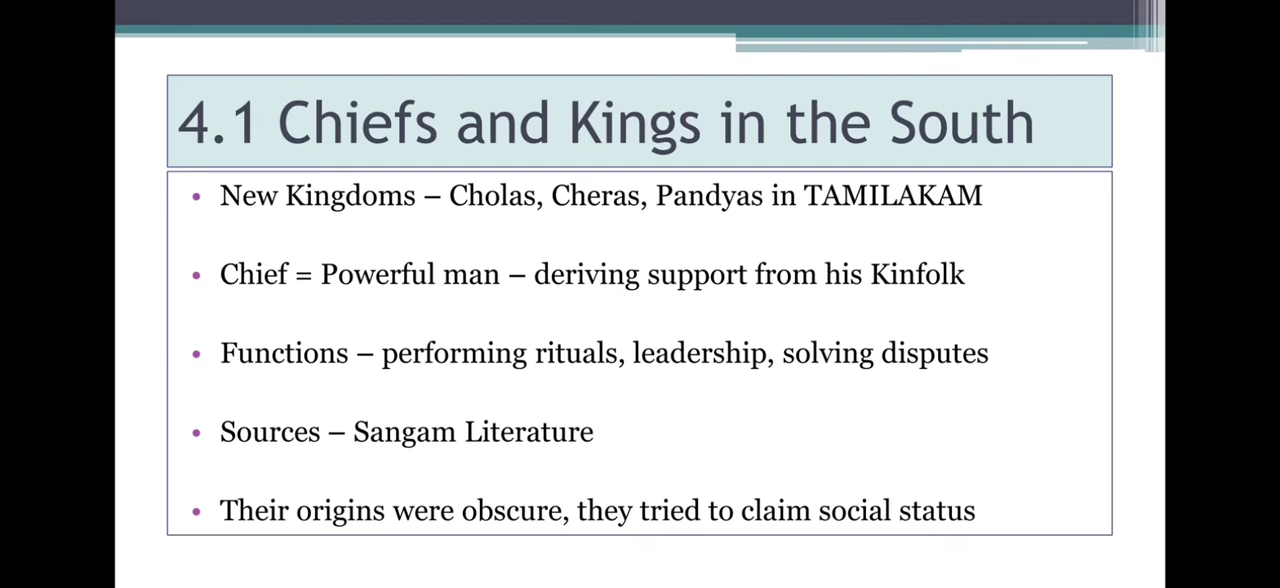 4.1 Chiefs and Kings in the South
• New Kingdoms – Cholas, Cheras, Pandyas in TAMILAKAM
• Chief = Powerful man – deriving support from his Kinfolk
• Functions – performing rituals, leadership, solving disputes
• Sources – Sangam Literature
• Their origins were obscure, they tried to claim social status